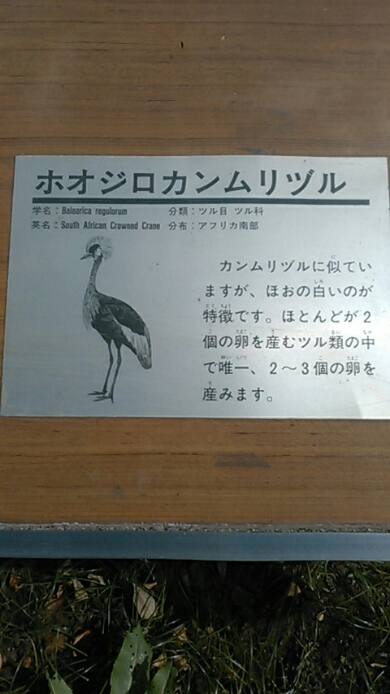 ホオジロカンムリヅル
学名：Balearica regulorum 分類：ツル目 ツル科
英名：South African Crowned Crane 分布：アフリカ南部
カンムリヅルに似てい
ますが、ほおの白いのが
特徴です。ほとんどが2
個の卵を産むツル類の中
で唯一、2〜3個の卵を
産みます。